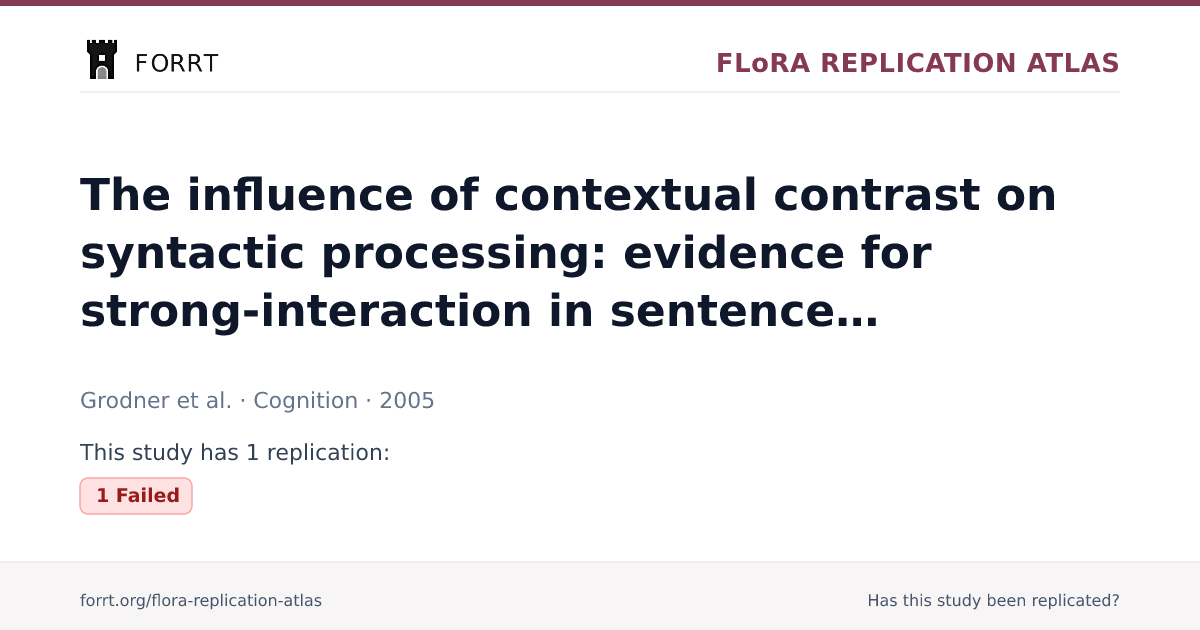 FORRT
FLoRA REPLICATION ATLAS
The influence of contextual contrast on
syntactic processing: evidence for
strong-interaction in sentence…
Grodner et al. · Cognition · 2005
This study has 1 replication:
1 Failed
forrt.org/flora-replication-atlas
Has this study been replicated?